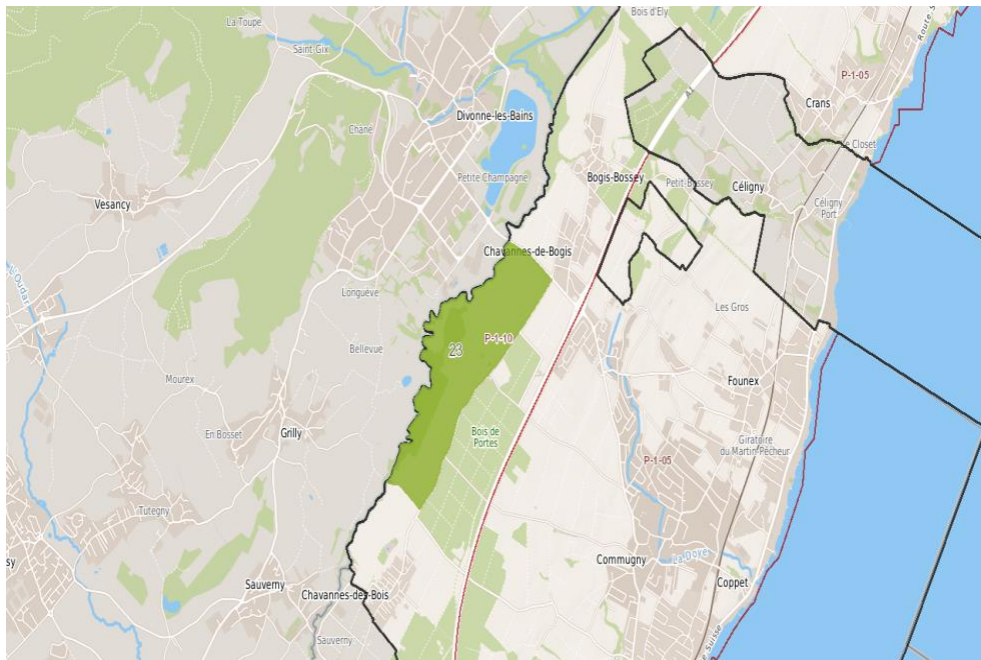 Bois d'Ely
La Toupe
Saint-Gix
P-1-05
Crans
A1
Divonne-les-Bains
Chane
Le Closet
Petite Champagne
Bogis-Bossey
Petit-Bossey
Céligny
Vesancy
Céligny
Port
Chavannes-de-Bogis
L'Oudar
Longueve
Les Gros
P-1-10
23
Bellevue
Mourex
Founex
En Bosset
Grilly
Bois de
Portes
Giratoire
du Martin-Pêcheur
P-1-05
Tutegny
La Doye
Commugny
Sauverny
Coppet
Chavannes-des-Bois
Sauverny